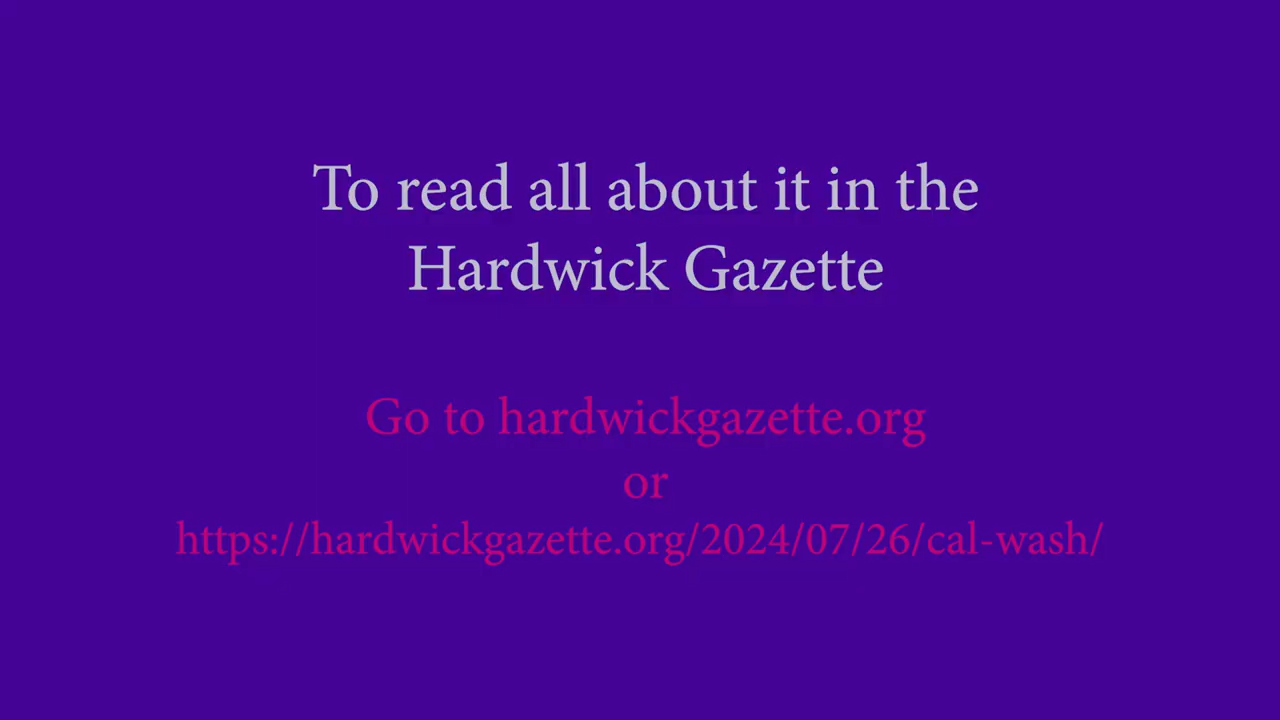 To read all about it in the
Hardwick Gazette
Go to hardwickgazette.org
or
https://hardwickgazette.org/2024/07/26/cal-wash/